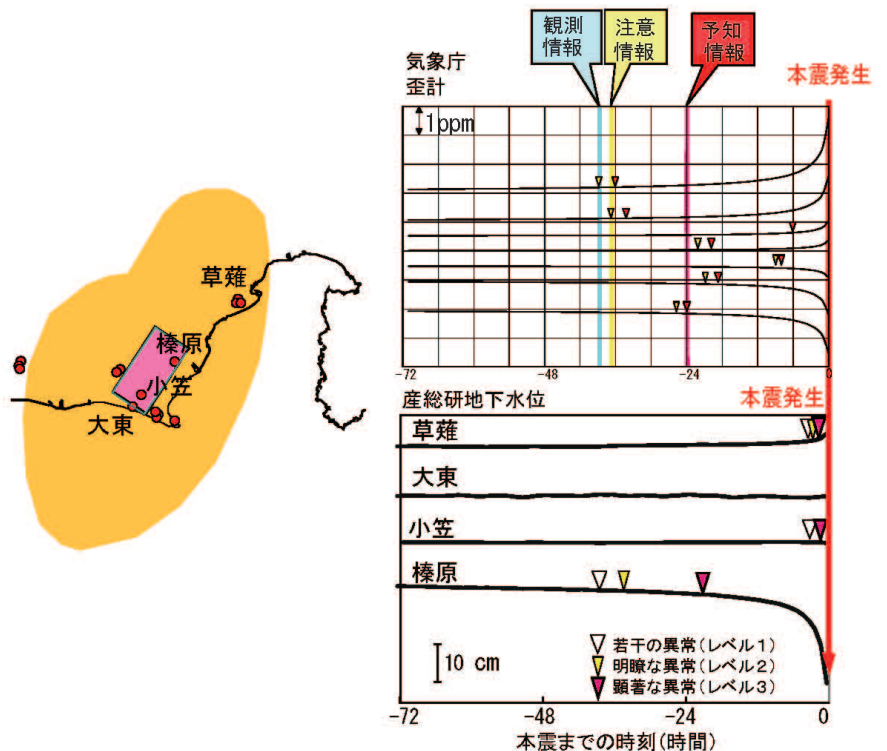 観測
情報
注意
情報
予知
情報
気象庁
歪計
本震発生
1ppm
-72
-48
-24
0
草薙
榛原
小笠
大東
産総研地下水位
本震発生
草薙
大東
小笠
榛原
10 cm
若干の異常(レベル1)
明瞭な異常(レベル2)
顕著な異常(レベル3)
-72
-48
-24
0
本震までの時刻(時間)